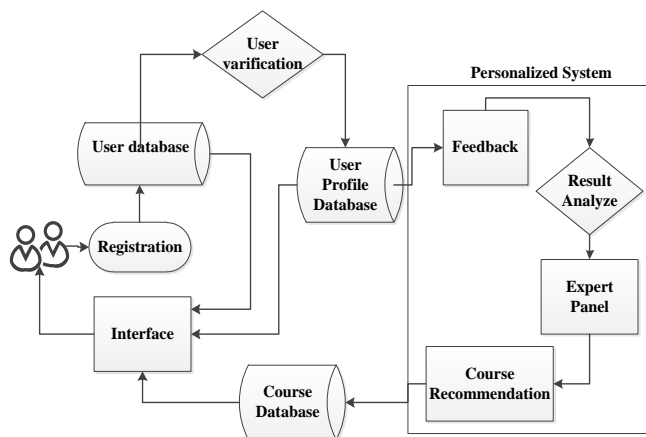 User
varification
Personalized System
User database
Feedback
User
Profile
Database
Result
Analyze
Registration
Expert
Panel
Interface
Course
Recommendation
Course
Database